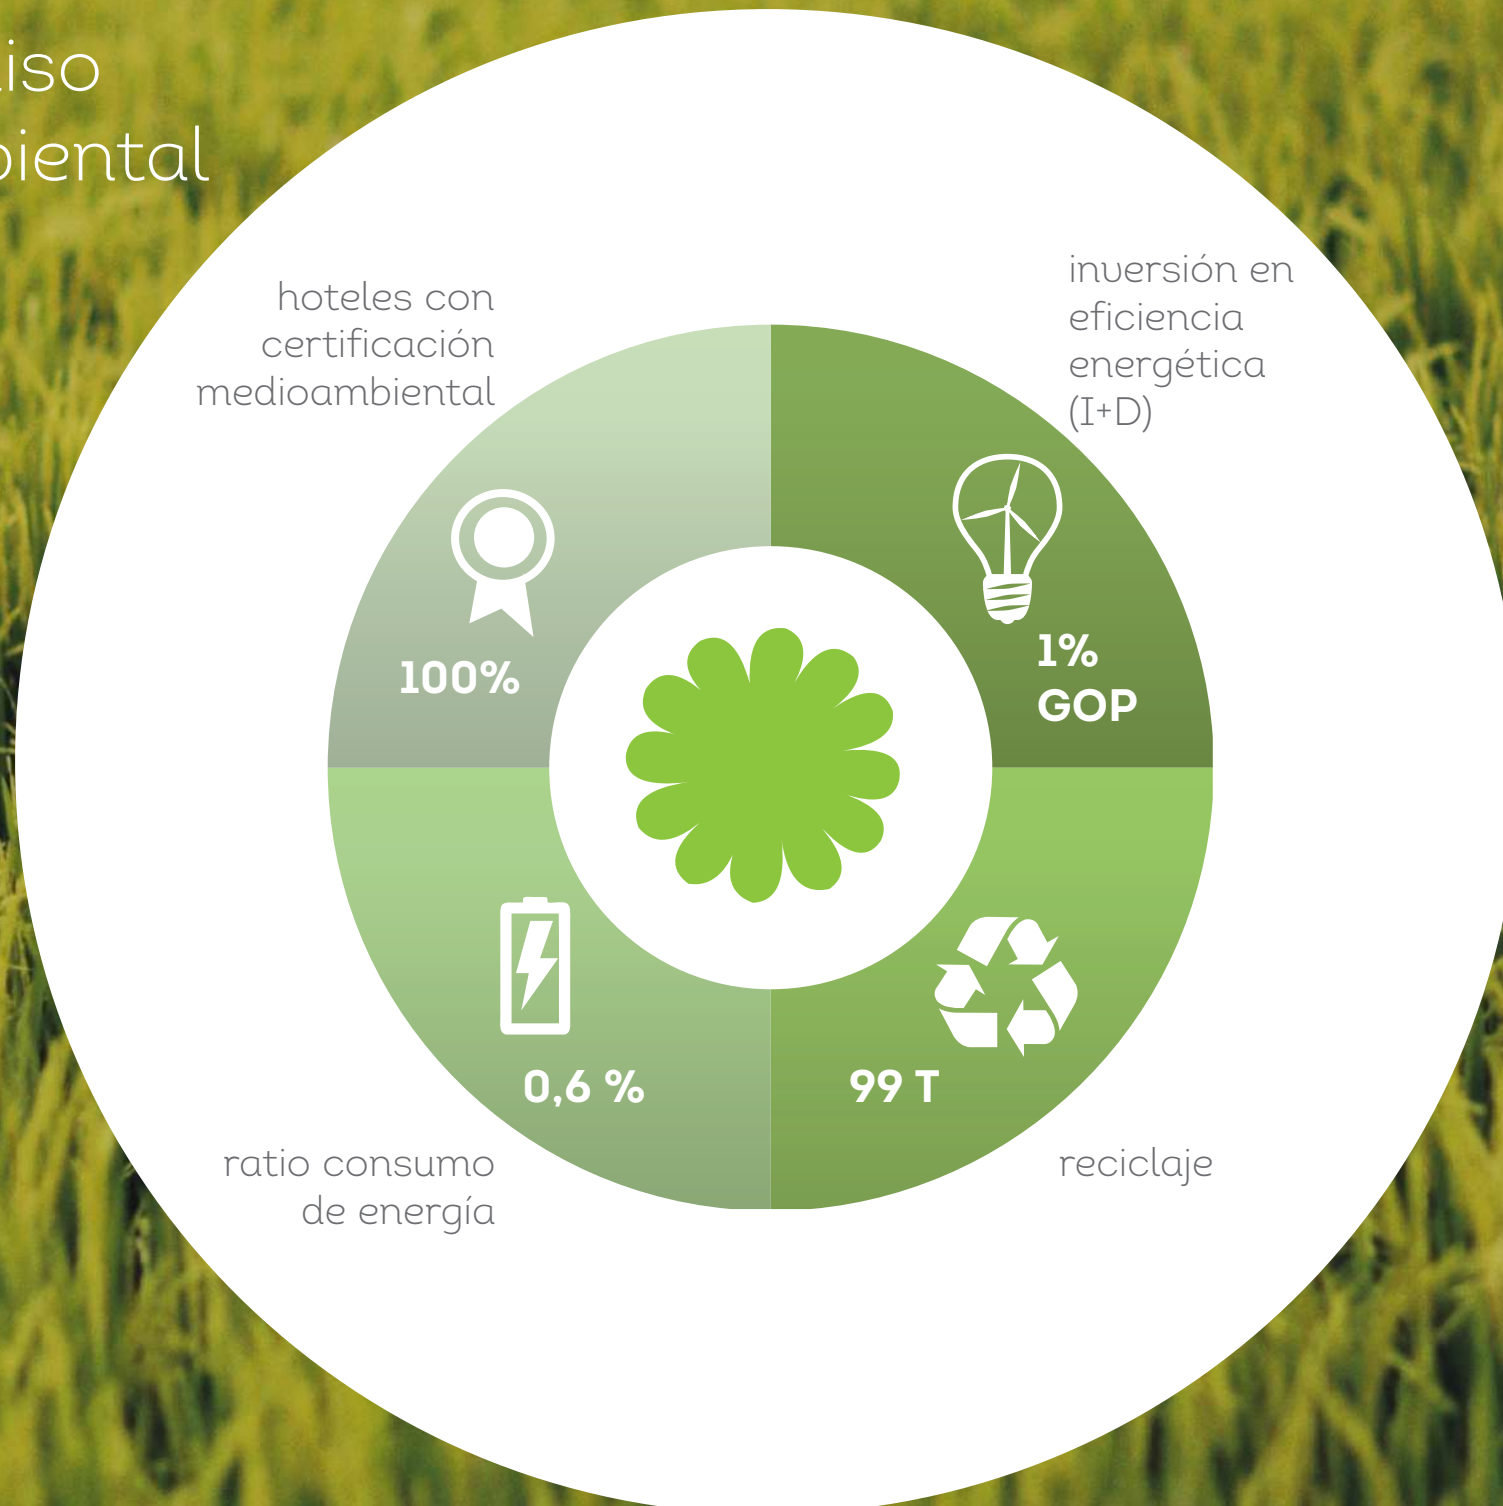 iso
biental
hoteles con
certificación
medioambiental
inversión en
eficiencia
energética
(I+D)
100%
1%
GOP
0,6 %
99 T
ratio consumo
de energía
reciclaje